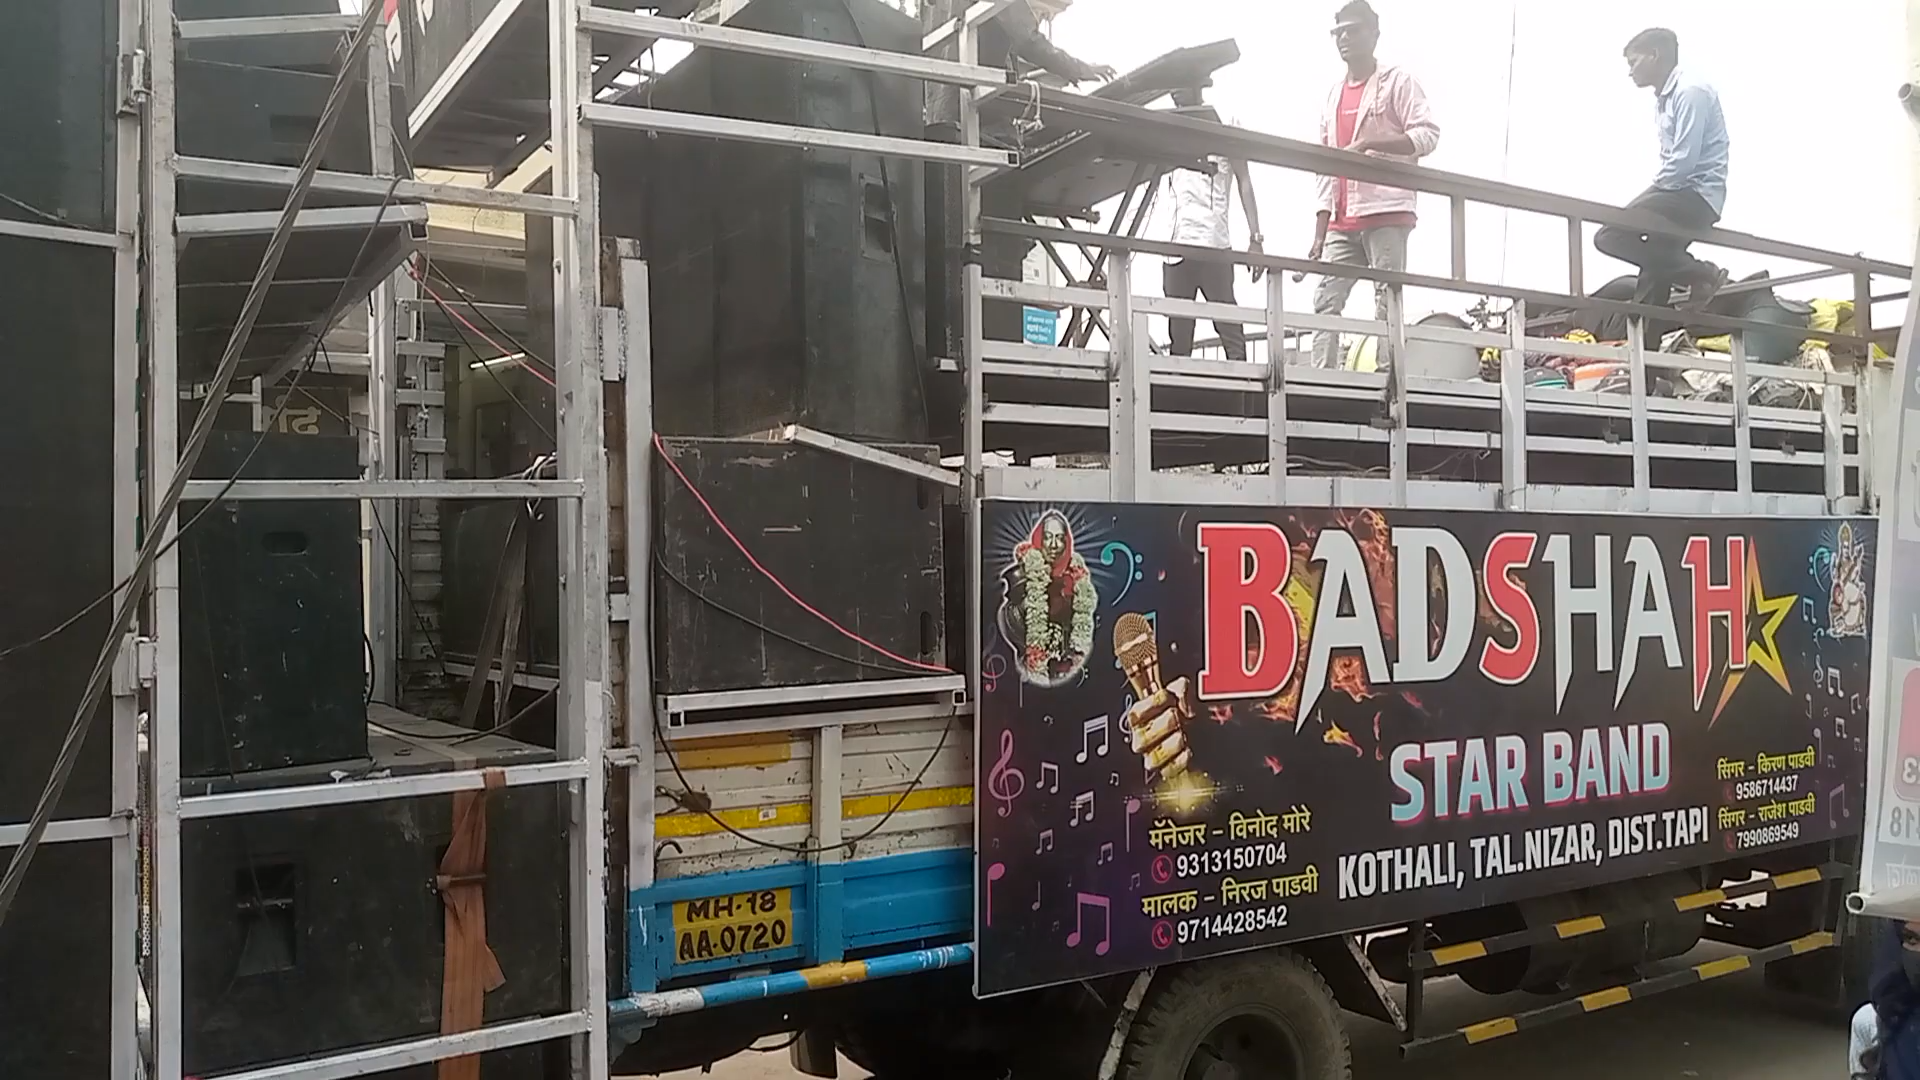 BADSHAH
STAR BAND
KOTHALI, TAL.NIZAR, DIST.TAPI
मॅनेजर - विनोद मोरे
9313150704
मालक - निरज पाडवी
9714428542
सिंगर - किरण पाडवी
9586714437
सिंगर - राजेश पाडवी
7990869549
MH-18
AA-0720